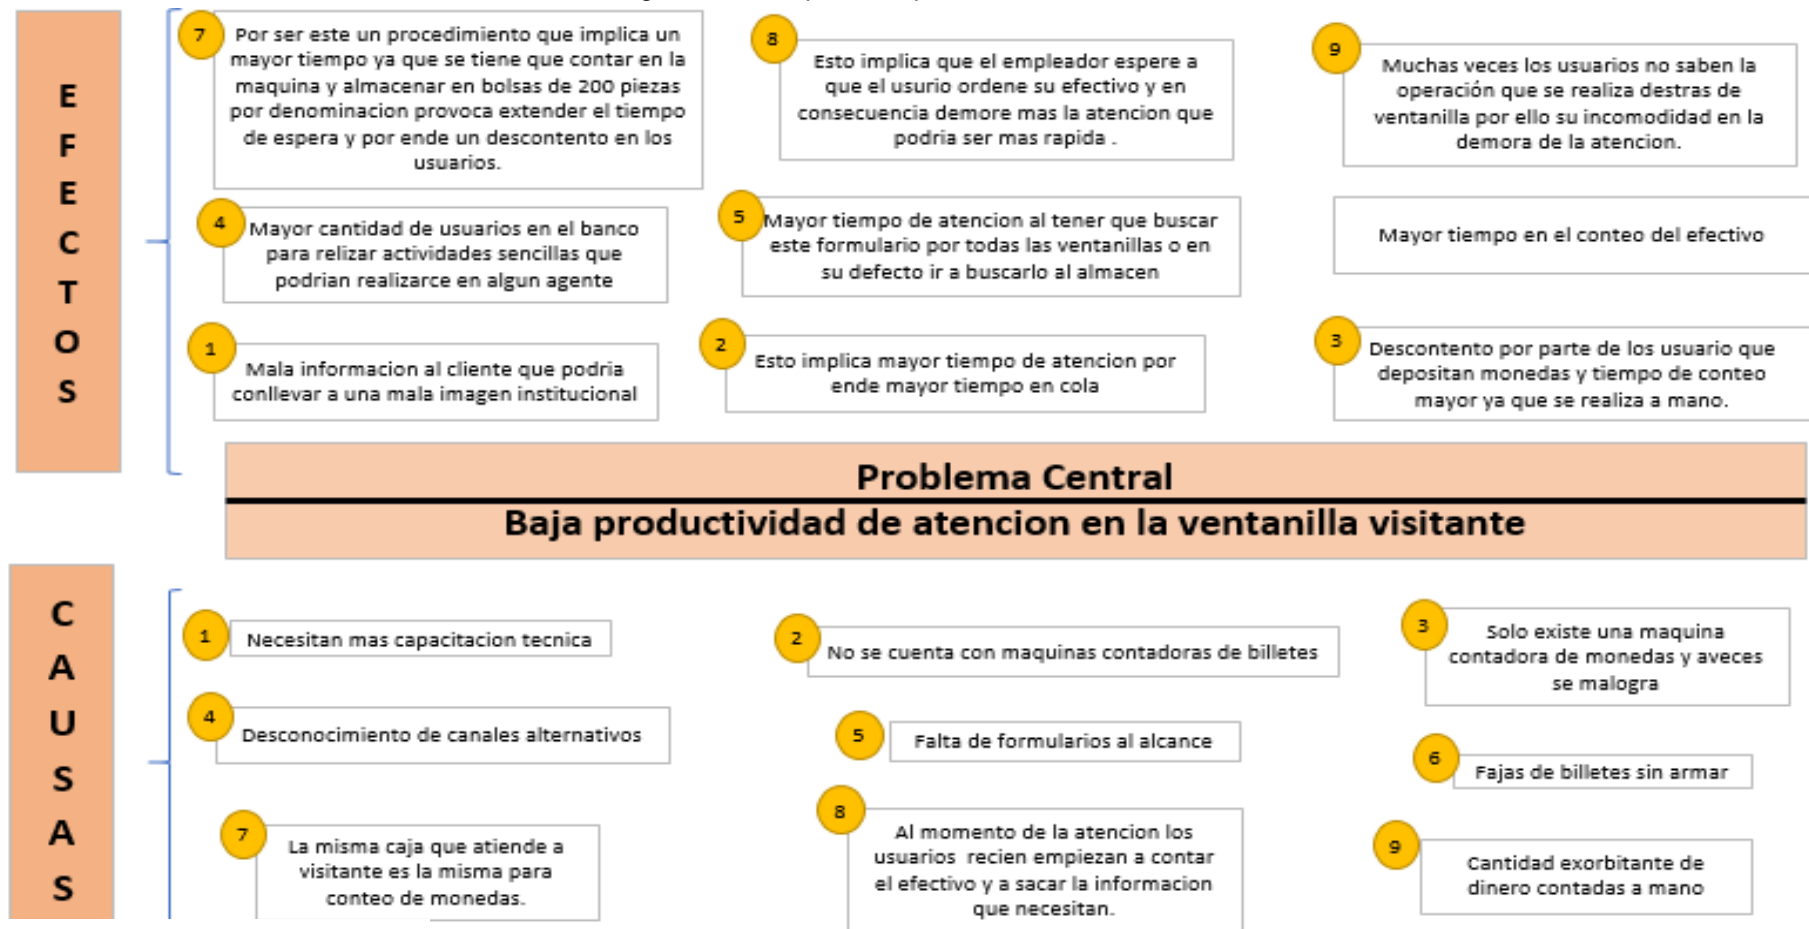 EFECTOS
7
Por ser este un procedimiento que implica un
mayor tiempo ya que se tiene que contar en la
maquina y almacenar en bolsas de 200 piezas
por denominacion provoca extender el tiempo
de espera y por ende un descontento en los
usuarios.
8
Esto implica que el empleador espere a
que el usurio ordene su efectivo y en
consecuencia demore mas la atencion que
podria ser mas rapida .
9
Muchas veces los usuarios no saben la
operación que se realiza destras de
ventanilla por ello su incomodidad en la
demora de la atencion.
4
Mayor cantidad de usuarios en el banco
para relizar actividades sencillas que
podrian realizarce en algun agente
5
Mayor tiempo de atencion al tener que buscar
este formulario por todas las ventanillas o en
su defecto ir a buscarlo al almacen
Mayor tiempo en el conteo del efectivo
1
Mala informacion al cliente que podria
conllevar a una mala imagen institucional
2
Esto implica mayor tiempo de atencion por
ende mayor tiempo en cola
3
Descontento por parte de los usuario que
depositan monedas y tiempo de conteo
mayor ya que se realiza a mano.
Problema Central
Baja productividad de atencion en la ventanilla visitante
CAUSAS
1
Necesitan mas capacitacion tecnica
2
No se cuenta con maquinas contadoras de billetes
3
Solo existe una maquina
contadora de monedas y aveces
se malogra
4
Desconocimiento de canales alternativos
5
Falta de formularios al alcance
6
Fajas de billetes sin armar
7
La misma caja que atiende a
visitante es la misma para
conteo de monedas.
8
Al momento de la atencion los
usuarios recien empiezan a contar
el efectivo y a sacar la informacion
que necesitan.
9
Cantidad exorbitante de
dinero contadas a mano